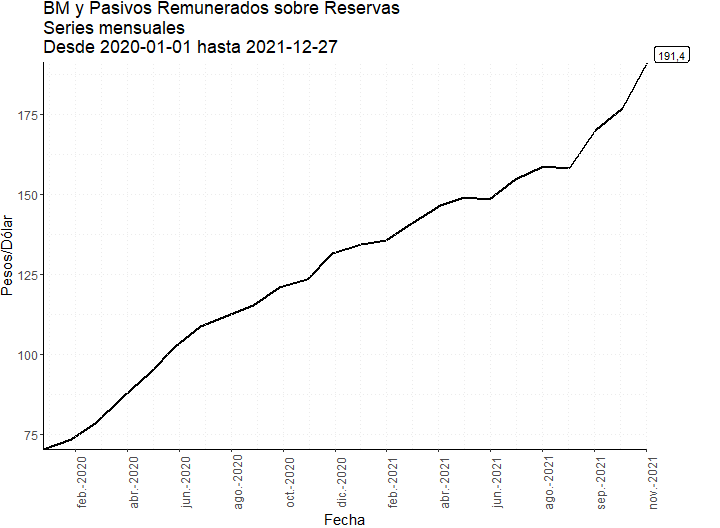 BM y Pasivos Remunerados sobre Reservas
Series mensuales
Desde 2020-01-01 hasta 2021-12-27
191,4
175
150
125
100
75
Pesos/Dólar
feb.-2020
abr.-2020
jun.-2020
ago.-2020
oct.-2020
dic.-2020
feb.-2021
abr.-2021
jun.-2021
ago.-2021
sep.-2021
nov.-2021
Fecha